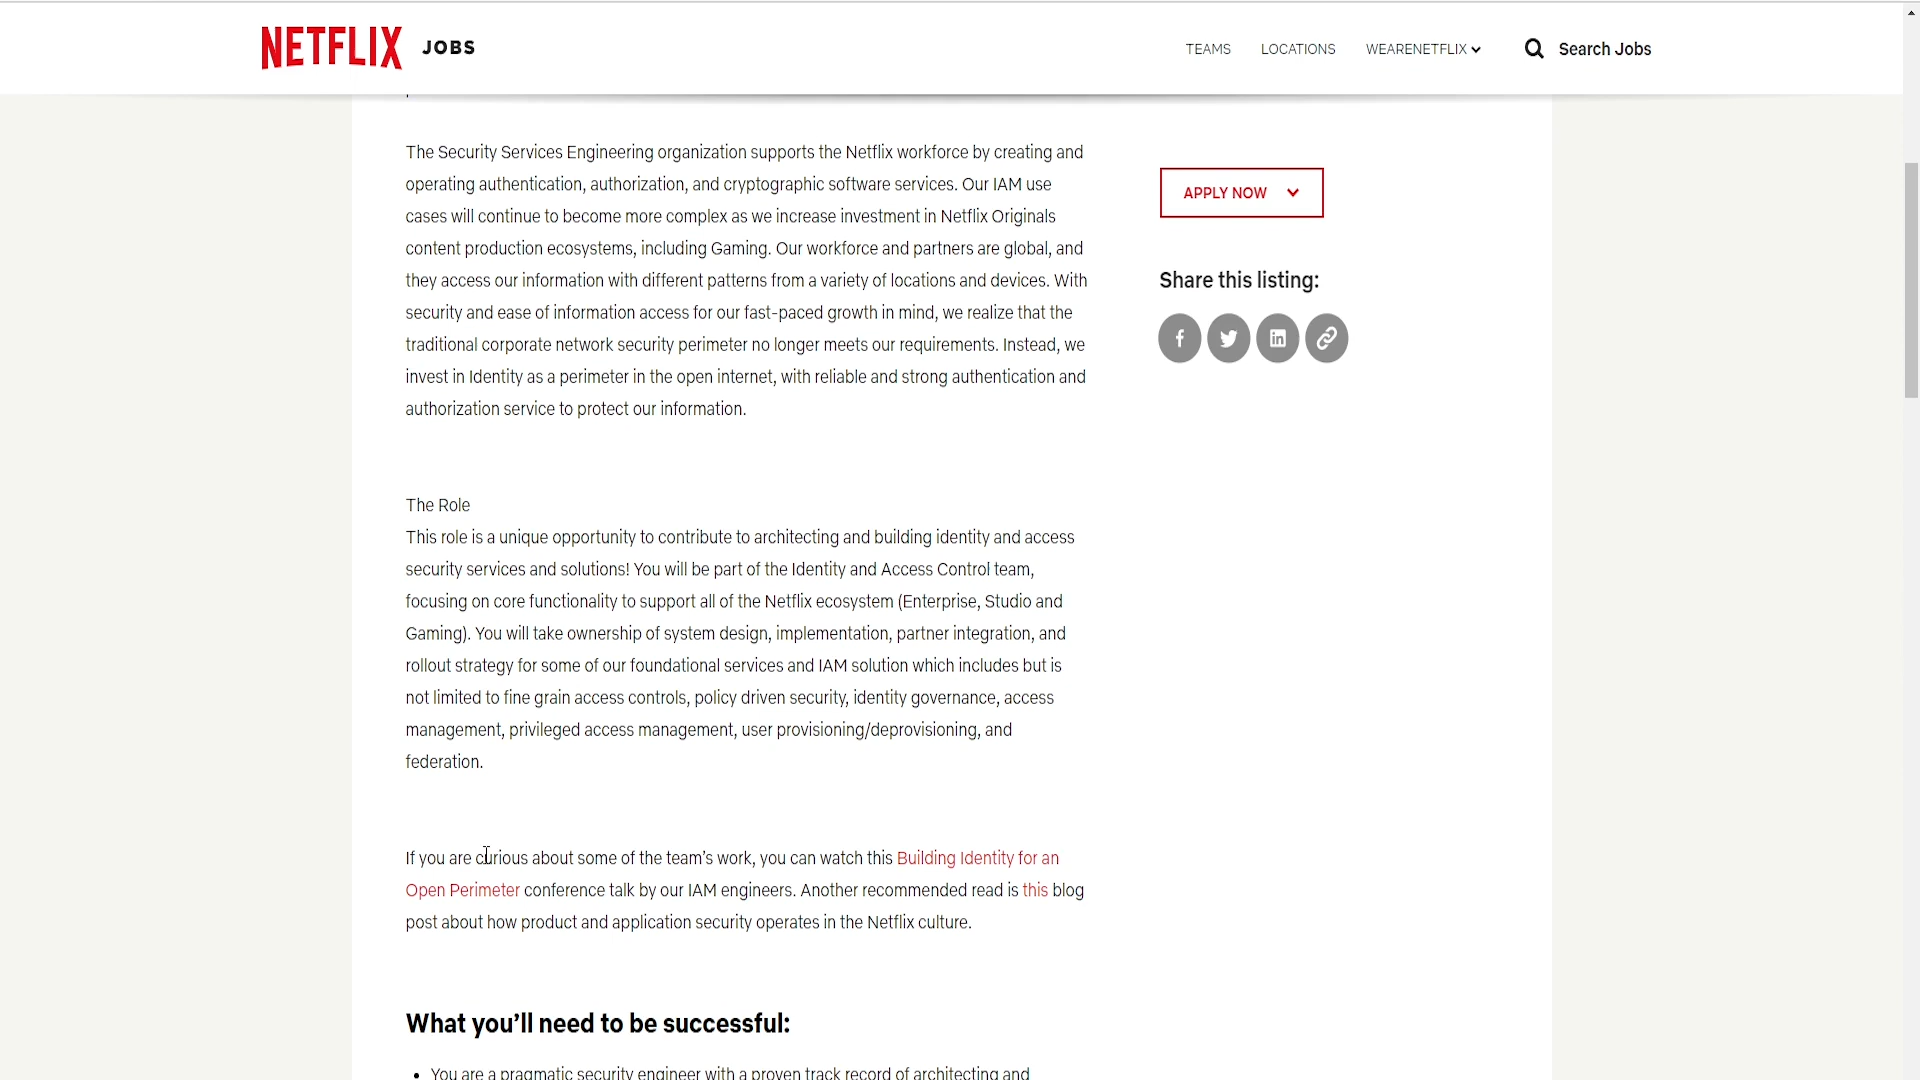 NETFLIX JOBS
TEAMS LOCATIONS WEARENETFLIX Search Jobs
The Security Services Engineering organization supports the Netflix workforce by creating and
operating authentication, authorization, and cryptographic software services. Our IAM use
cases will continue to become more complex as we increase investment in Netflix Originals
content production ecosystems, including Gaming. Our workforce and partners are global, and
they access our information with different patterns from a variety of locations and devices. With
security and ease of information access for our fast-paced growth in mind, we realize that the
traditional corporate network security perimeter no longer meets our requirements. Instead, we
invest in Identity as a perimeter in the open internet, with reliable and strong authentication and
authorization service to protect our information.
The Role
This role is a unique opportunity to contribute to architecting and building identity and access
security services and solutions! You will be part of the Identity and Access Control team,
focusing on core functionality to support all of the Netflix ecosystem (Enterprise, Studio and
Gaming). You will take ownership of system design, implementation, partner integration, and
rollout strategy for some of our foundational services and IAM solution which includes but is
not limited to fine grain access controls, policy driven security, identity governance, access
management, privileged access management, user provisioning/deprovisioning, and
federation.
If you are curious about some of the team’s work, you can watch this Building Identity for an
Open Perimeter conference talk by our IAM engineers. Another recommended read is this blog
post about how product and application security operates in the Netflix culture.
What you’ll need to be successful:
• You are a pragmatic security engineer with a proven track record of architecting and
APPLY NOW
Share this listing: